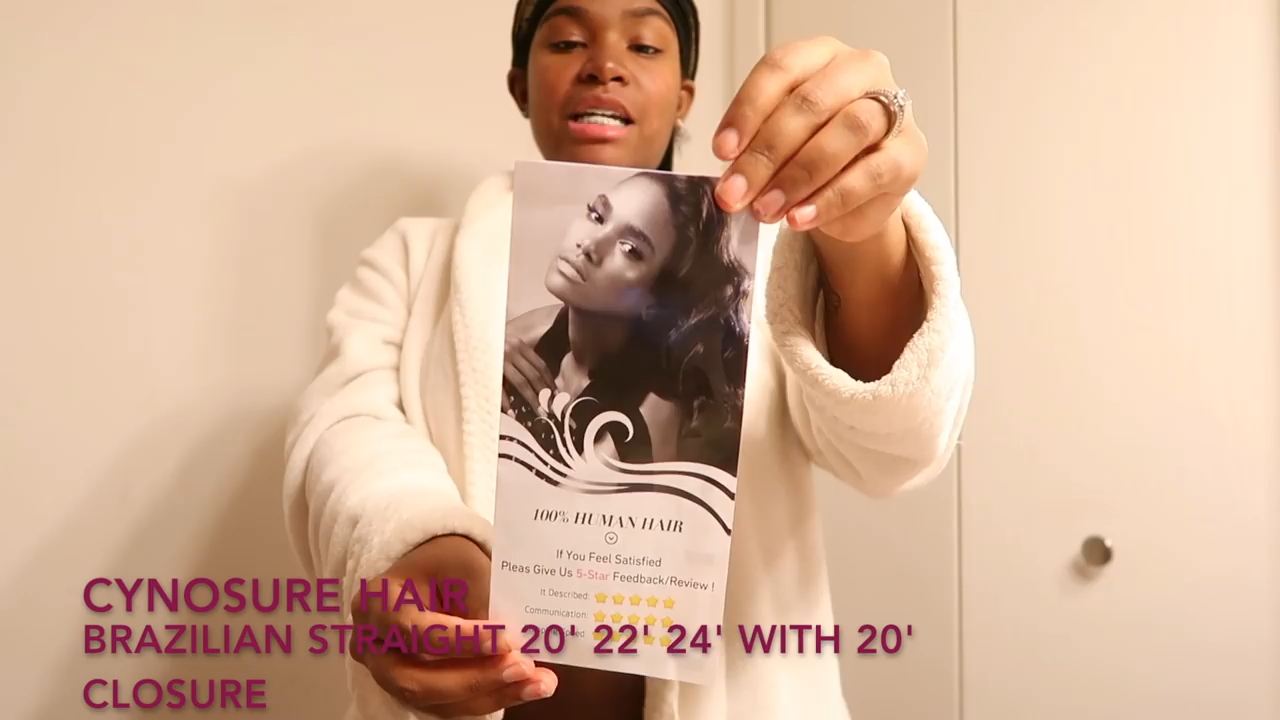 100% HUMAN HAIR
If You Feel Satisfied
Pleas Give Us 5-Star Feedback/Review !
It Described:
Communication:
CYNOSURE HAIR
BRAZILIAN STRAIGHT 20' 22' 24' WITH 20'
CLOSURE